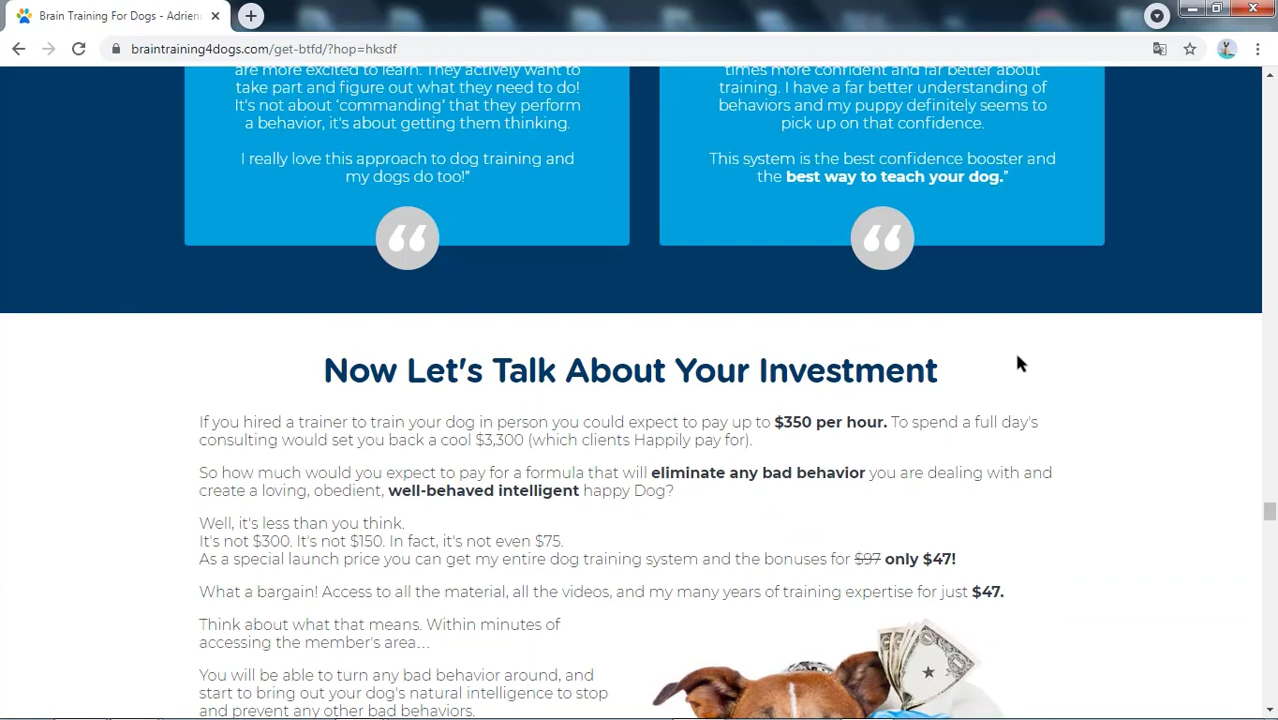 Brain Training For Dogs - Adrien
braintraining4dogs.com/get-btfd/?hop=hksdf
are more excited to learn. They actively want to
take part and figure out what they need to do!
It's not about 'commanding' that they perform
a behavior, it's about getting them thinking.
I really love this approach to dog training and
my dogs do too!"
times more confident and far better about
training. I have a far better understanding of
behaviors and my puppy definitely seems to
pick up on that confidence.
This system is the best confidence booster and
the best way to teach your dog."
Now Let's Talk About Your Investment
If you hired a trainer to train your dog in person you could expect to pay up to $350 per hour. To spend a full day's
consulting would set you back a cool $3,300 (which clients Happily pay for).
So how much would you expect to pay for a formula that will eliminate any bad behavior you are dealing with and
create a loving, obedient, well-behaved intelligent happy Dog?
Well, it's less than you think.
It's not $300. It's not $150. In fact, it's not even $75.
As a special launch price you can get my entire dog training system and the bonuses for $97 only $47!
What a bargain! Access to all the material, all the videos, and my many years of training expertise for just $47.
Think about what that means. Within minutes of
accessing the member's area...
You will be able to turn any bad behavior around, and
start to bring out your dog's natural intelligence to stop
and prevent any other bad behaviors.